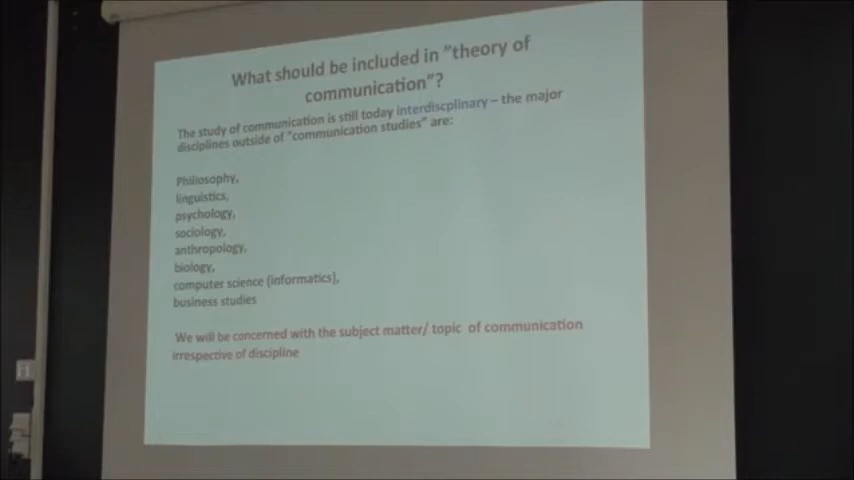 What should be included in "theory of
communication"?
The study of communication is still today interdiscplinary – the major
disciplines outside of "communication studies" are:
Philiosophy,
linguistics,
psychology,
sociology,
anthropology,
biology,
computer science (informatics),
business studies
We will be concerned with the subject matter/ topic of communication
irrespective of discipline